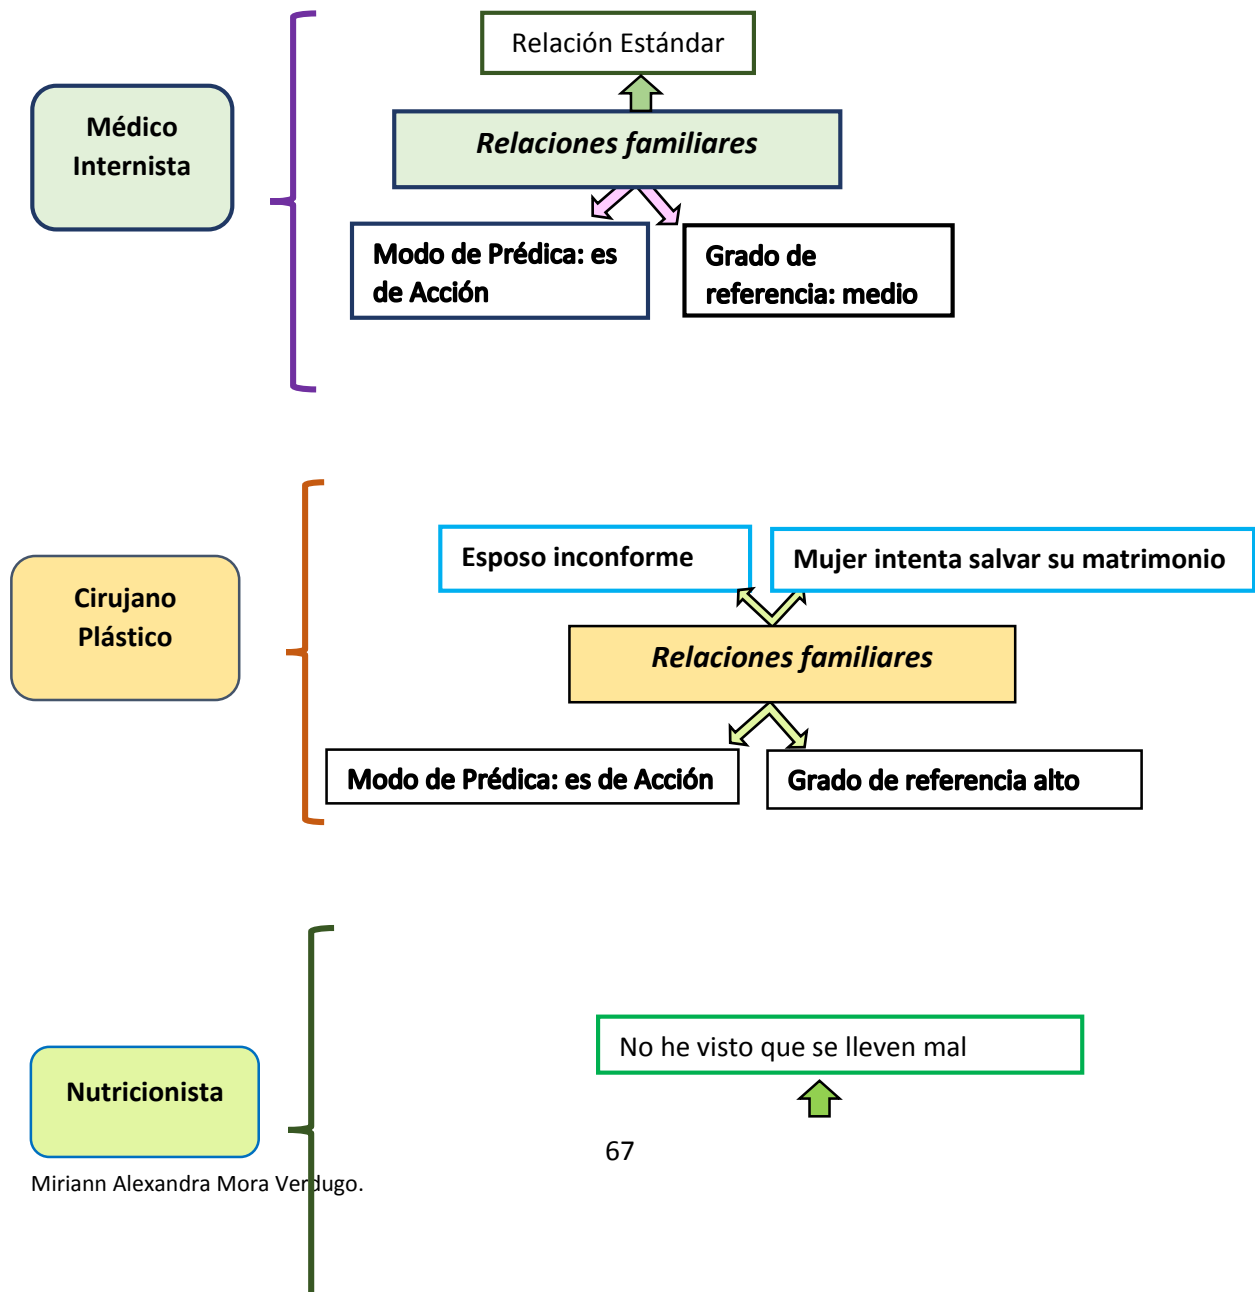 Relación Estándar
Médico
Internista
Relaciones familiares
Modo de Prédica: es
de Acción
Grado de
referencia: medio
Esposo inconforme
Mujer intenta salvar su matrimonio
Cirujano
Plástico
Relaciones familiares
Modo de Prédica: es de Acción
Grado de referencia alto
No he visto que se lleven mal
Nutricionista
67
Miriann Alexandra Mora Verdugo.